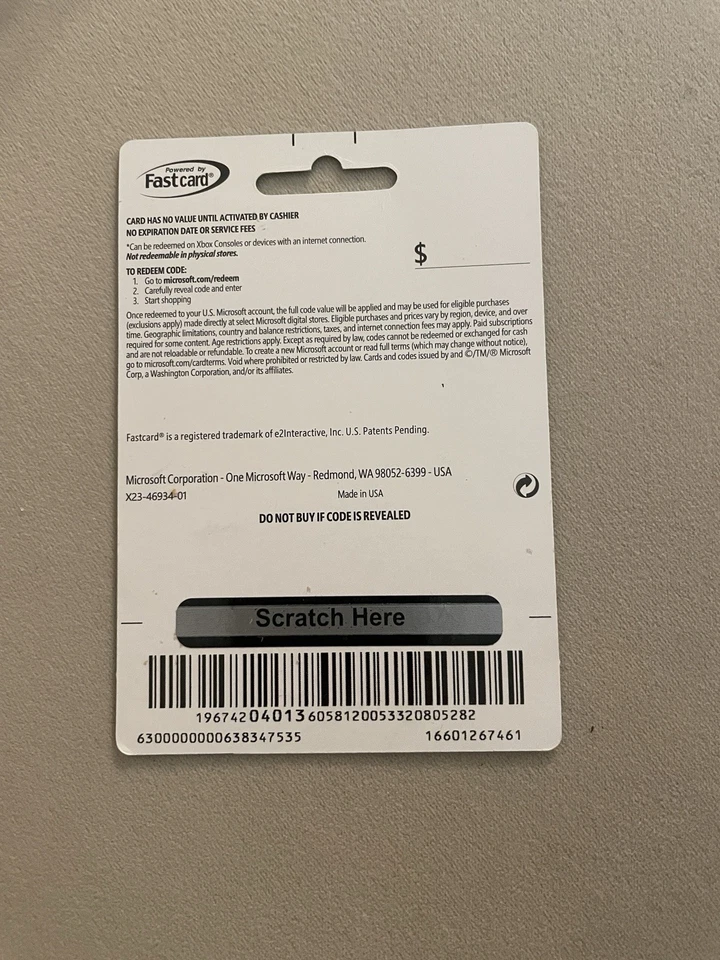 Powered by
Fastcard®
CARD HAS NO VALUE UNTIL ACTIVATED BY CASHIER
NO EXPIRATION DATE OR SERVICE FEES
*Can be redeemed on Xbox Consoles or devices with an internet connection.
Not redeemable in physical stores.
$
TO REDEEM CODE:
1. Go to microsoft.com/redeem
2. Carefully reveal code and enter
3. Start shopping
Once redeemed to your U.S. Microsoft account, the full code value will be applied and may be used for eligible purchases
(exclusions apply) made directly at select Microsoft digital stores. Eligible purchases and prices vary by region, device, and over
time. Geographic limitations, country and balance restrictions, taxes, and internet connection fees may apply. Paid subscriptions
required for some content. Age restrictions apply. Except as required by law, codes cannot be redeemed or exchanged for cash
and are not reloadable or refundable. To create a new Microsoft account or read full terms (which may change without notice),
go to microsoft.com/cardterms. Void where prohibited or restricted by law. Cards and codes issued by and ©/TM/® Microsoft
Corp, a Washington Corporation, and/or its affiliates.
Fastcard® is a registered trademark of e2Interactive, Inc. U.S. Patents Pending.
Microsoft Corporation - One Microsoft Way - Redmond, WA 98052-6399 - USA
X23-46934-01 Made in USA
DO NOT BUY IF CODE IS REVEALED
Scratch Here
196742040136058120053320805282
6300000000638347535 16601267461